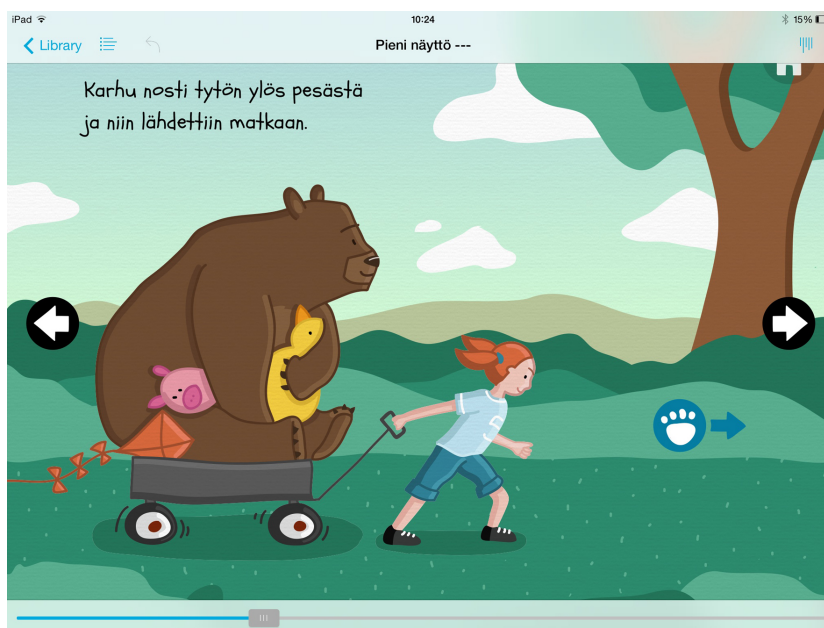 iPad 10:24 15%
Library Pieni näyttö ---
Karhu nosti tytön ylös pesästä
ja niin lähdettiin matkaan.